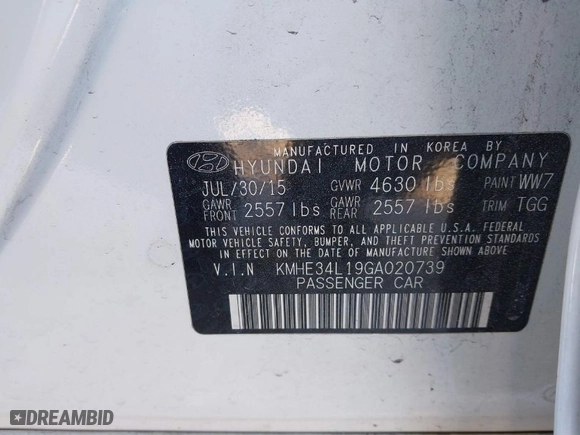 MANUFACTURED IN KOREA BY
HYUNDAI MOTOR COMPANY
JUL/30/15 GVWR 4630 lbs PAINT WW7
GAWR FRONT 2557 lbs GAWR REAR 2557 lbs TRIM TGG
THIS VEHICLE CONFORMS TO ALL APPLICABLE U.S.A. FEDERAL
MOTOR VEHICLE SAFETY, BUMPER, AND THEFT PREVENTION STANDARDS
IN EFFECT ON THE DATE OF MANUFACTURE SHOWN ABOVE
V.I.N KMHE34L19GA020739
PASSENGER CAR
DREAMBID